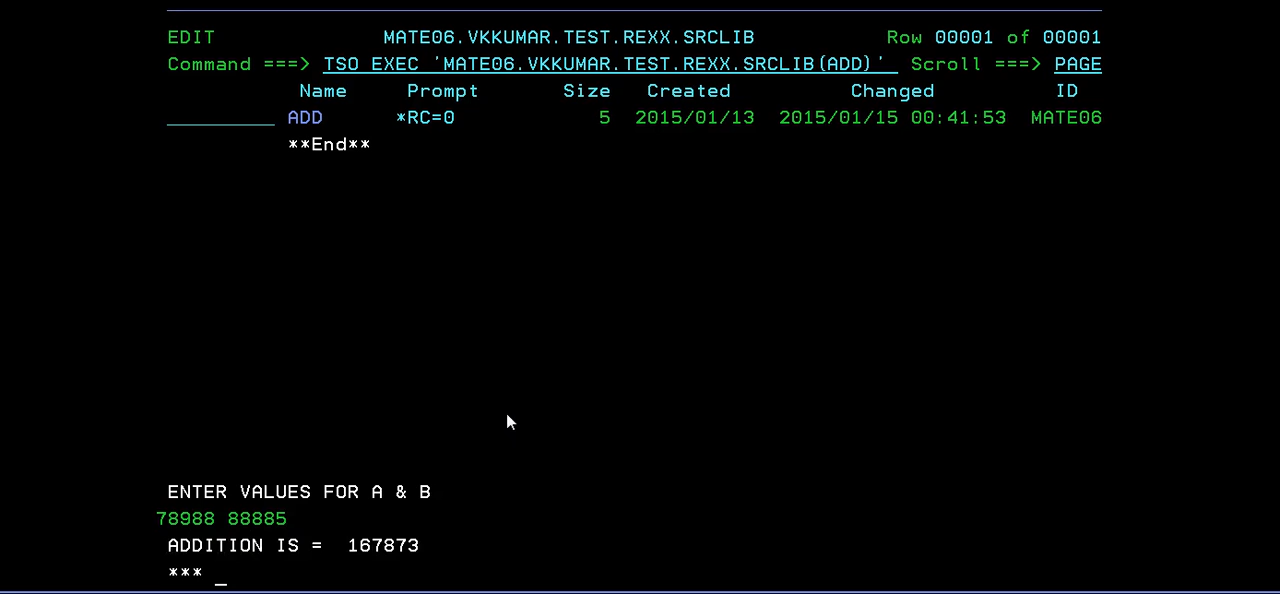 EDIT MATE06.VKKUMAR.TEST.REXX.SRCLIB Row 00001 of 00001
Command ===> TSO EXEC 'MATE06.VKKUMAR.TEST.REXX.SRCLIB(ADD)' Scroll ===> PAGE
Name Prompt Size Created Changed ID
ADD *RC=0 5 2015/01/13 2015/01/15 00:41:53 MATE06
**End**
ENTER VALUES FOR A & B
78988 88885
ADDITION IS = 167873
*** _